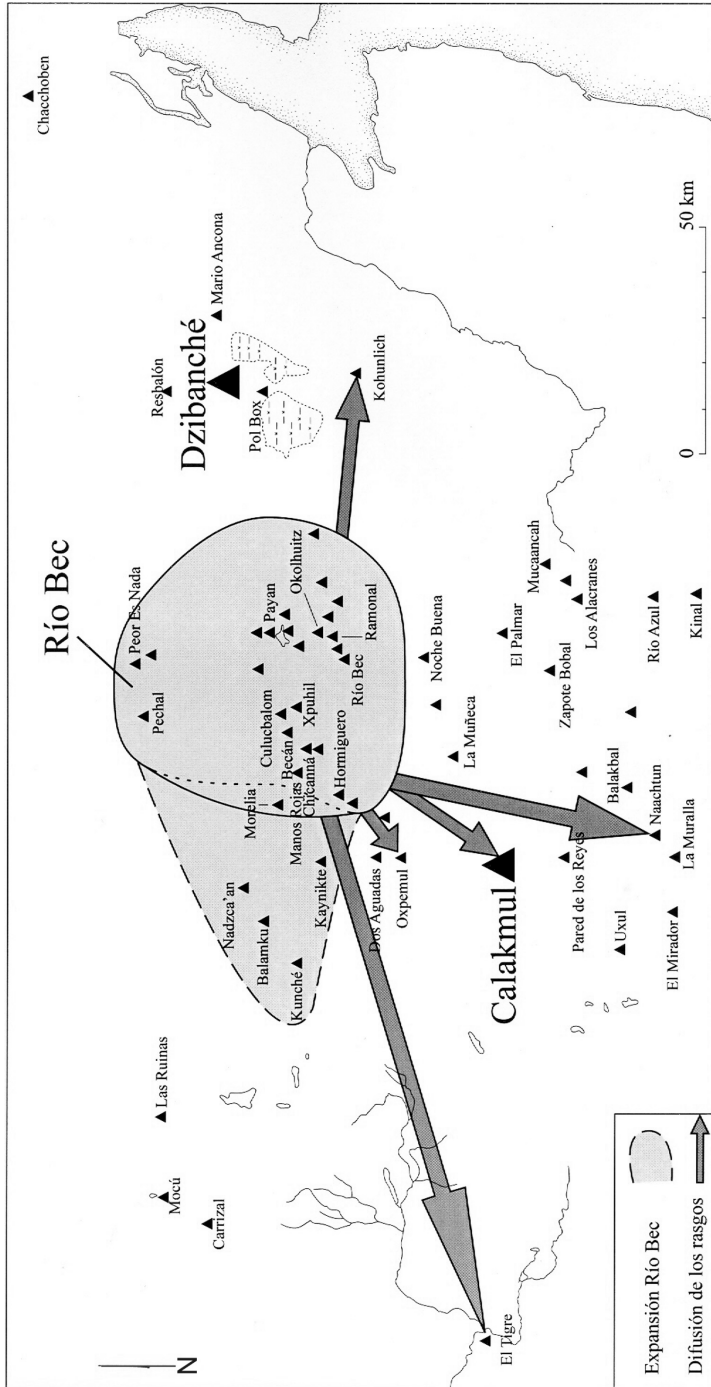 Chacchoben
Río Bec
Resbalón
Dzibanché
Mario Ancona
Pol Box
Kohunlich
Peor Es Nada
Pechal
Payan
Okolhuitz
Culucbalom
Becán
Xpuhil
Chicanná
Manos Rojas
Morelia
Hormiguero
Río Bec
Ramonal
Las Ruinas
Mocú
Carrizal
Nadzca'an
Balamku
Kunché
Kaynikte
Dos Aguadas
Oxpemul
Calakmul
El Tigre
Noche Buena
La Muñeca
El Palmar
Mucaancah
Zapote Bobal
Los Alacranes
Río Azul
Kinal
Balakbal
Naachtun
La Muralla
Pared de los Reyes
Uxul
El Mirador
N
0
50 km
Expansión Río Bec
Difusión de los rasgos